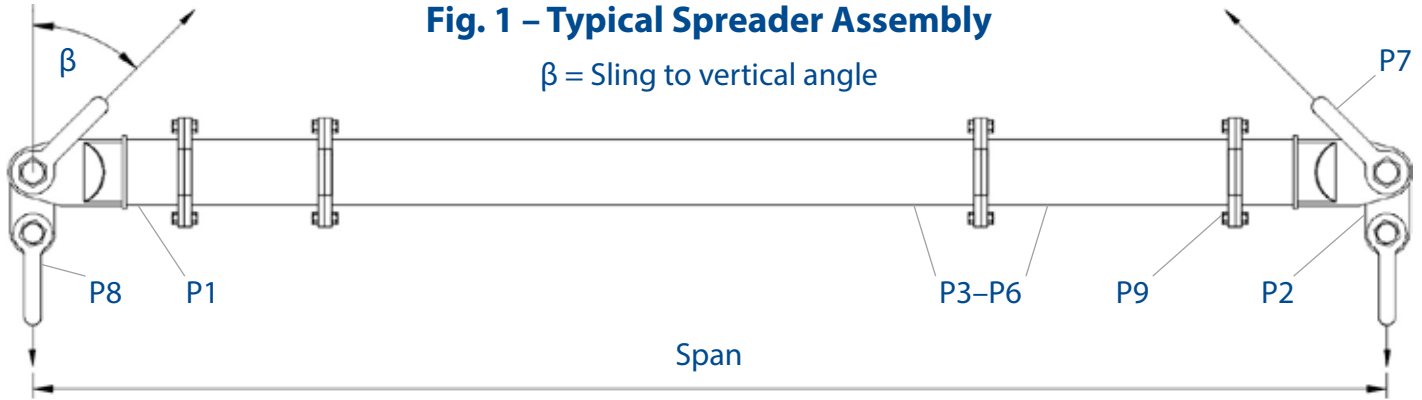 Fig. 1 – Typical Spreader Assembly
β
β = Sling to vertical angle
P7
P8
P1
P3–P6
P9
P2
Span